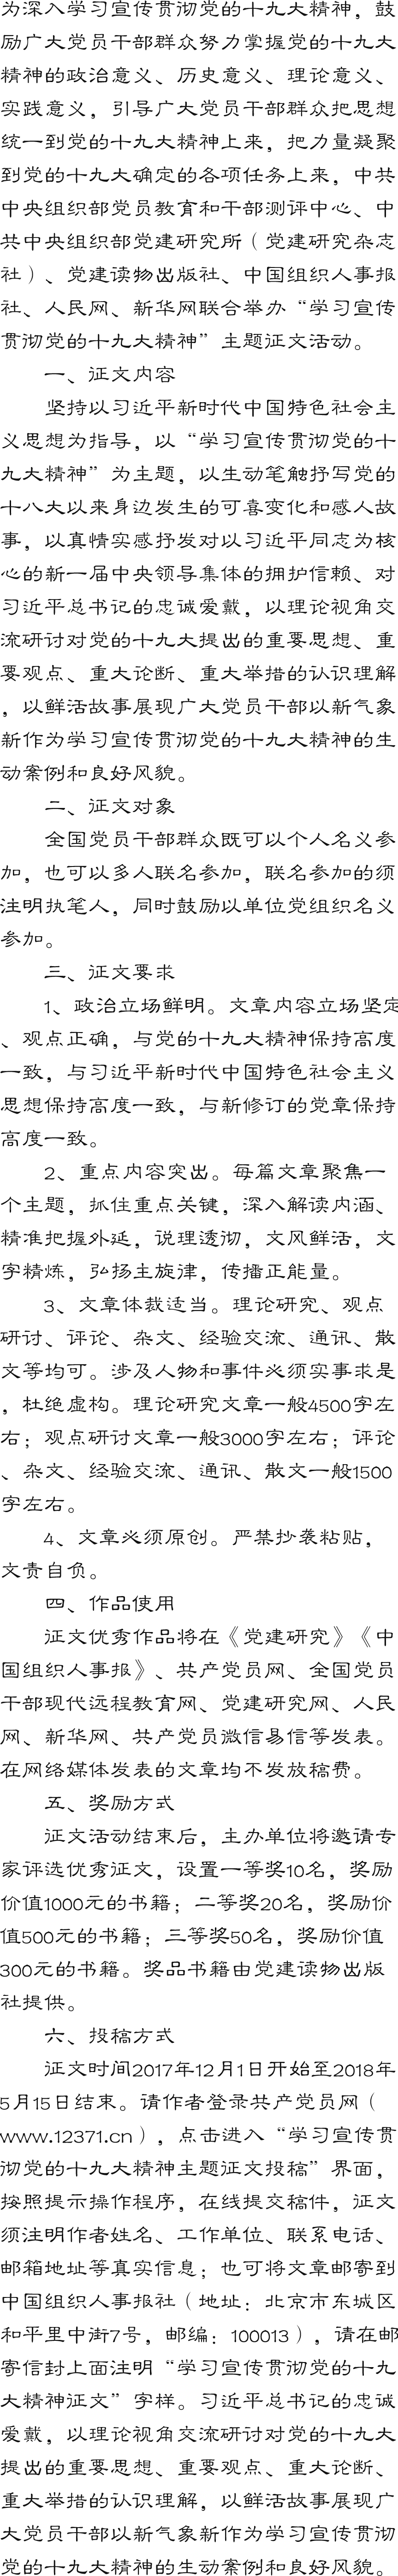 为深入学习宣传贯彻党的十九大精神，鼓
励广大党员干部群众努力掌握党的十九大
精神的政治意义、历史意义、理论意义、
实践意义，引导广大党员干部群众把思想
统一到党的十九大精神上来，把力量凝聚
到党的十九大确定的各项任务上来，中共
中央组织部党员教育和干部测评中心、中
共中央组织部党建研究所（党建研究杂志
社）、党建读物出版社、中国组织人事报
社、人民网、新华网联合举办“学习宣传
贯彻党的十九大精神”主题征文活动。
一、征文内容
坚持以习近平新时代中国特色社会主
义思想为指导，以“学习宣传贯彻党的十
九大精神”为主题，以生动笔触抒写党的
十八大以来身边发生的可喜变化和感人故
事，以真情实感抒发对以习近平同志为核
心的新一届中央领导集体的拥护信赖、对
习近平总书记的忠诚爱戴，以理论视角交
流研讨对党的十九大提出的重要思想、重
要观点、重大论断、重大举措的认识理解
，以鲜活故事展现广大党员干部以新气象
新作为学习宣传贯彻党的十九大精神的生
动案例和良好风貌。
二、征文对象
全国党员干部群众既可以个人名义参
加，也可以多人联名参加，联名参加的须
注明执笔人，同时鼓励以单位党组织名义
参加。
三、征文要求
1、政治立场鲜明。文章内容立场坚定
、观点正确，与党的十九大精神保持高度
一致，与习近平新时代中国特色社会主义
思想保持高度一致，与新修订的党章保持
高度一致。
2、重点内容突出。每篇文章聚焦一
个主题，抓住重点关键，深入解读内涵、
精准把握外延，说理透彻，文风鲜活，文
字精炼，弘扬主旋律，传播正能量。
3、文章体裁适当。理论研究、观点
研讨、评论、杂文、经验交流、通讯、散
文等均可。涉及人物和事件必须实事求是
，杜绝虚构。理论研究文章一般4500字左
右；观点研讨文章一般3000字左右；评论
、杂文、经验交流、通讯、散文一般1500
字左右。
4、文章必须原创。严禁抄袭粘贴，
文责自负。
四、作品使用
征文优秀作品将在《党建研究》《中
国组织人事报》、共产党员网、全国党员
干部现代远程教育网、党建研究网、人民
网、新华网、共产党员微信易信等发表。
在网络媒体发表的文章均不发放稿费。
五、奖励方式
征文活动结束后，主办单位将邀请专
家评选优秀征文，设置一等奖10名，奖励
价值1000元的书籍；二等奖20名，奖励价
值500元的书籍；三等奖50名，奖励价值
300元的书籍。奖品书籍由党建读物出版
社提供。
六、投稿方式
征文时间2017年12月1日开始至2018年
5月15日结束。请作者登录共产党员网（
www.12371.cn），点击进入“学习宣传贯
彻党的十九大精神主题征文投稿”界面，
按照提示操作程序，在线提交稿件，征文
须注明作者姓名、工作单位、联系电话、
邮箱地址等真实信息；也可将文章邮寄到
中国组织人事报社（地址：北京市东城区
和平里中街7号，邮编：100013），请在邮
寄信封上面注明“学习宣传贯彻党的十九
大精神征文”字样。习近平总书记的忠诚
爱戴，以理论视角交流研讨对党的十九大
提出的重要思想、重要观点、重大论断、
重大举措的认识理解，以鲜活故事展现广
大党员干部以新气象新作为学习宣传贯彻
党的十九大精神的生动案例和良好风貌。